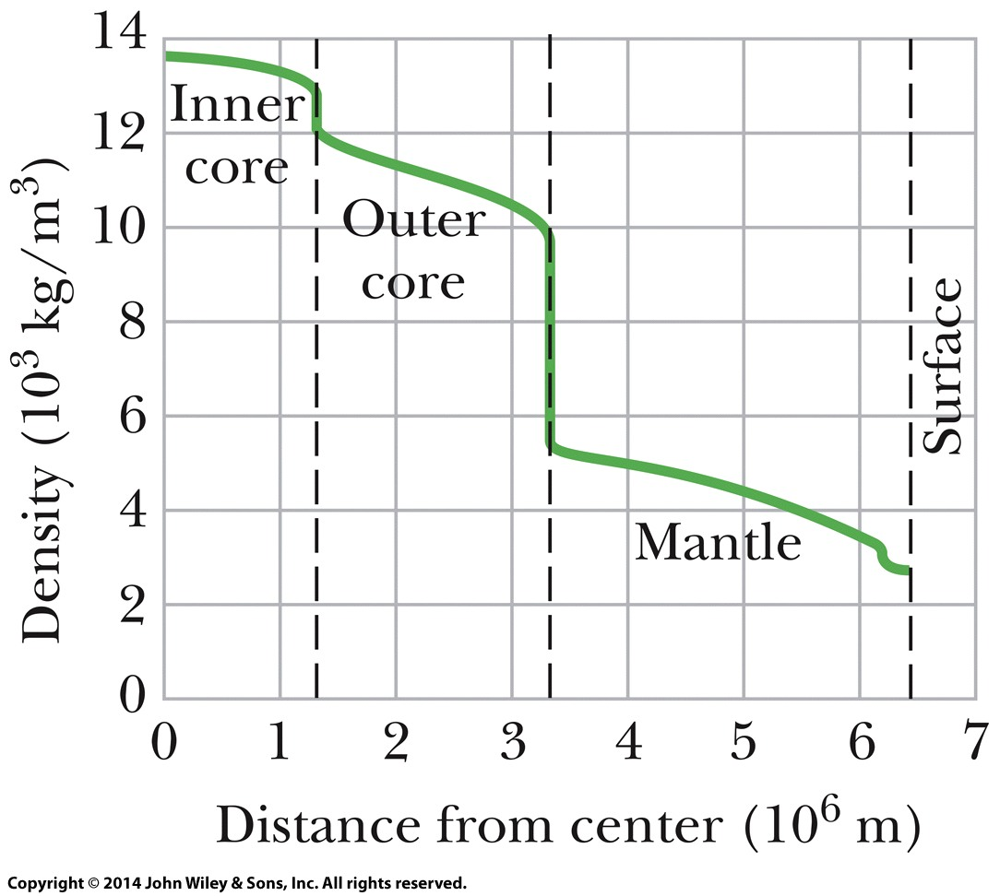 14
12
10
8
6
4
2
0
Density (10³ kg/m³)
Inner
core
Outer
core
Mantle
Surface
0 1 2 3 4 5 6 7
Distance from center (10⁶ m)
Copyright © 2014 John Wiley & Sons, Inc. All rights reserved.